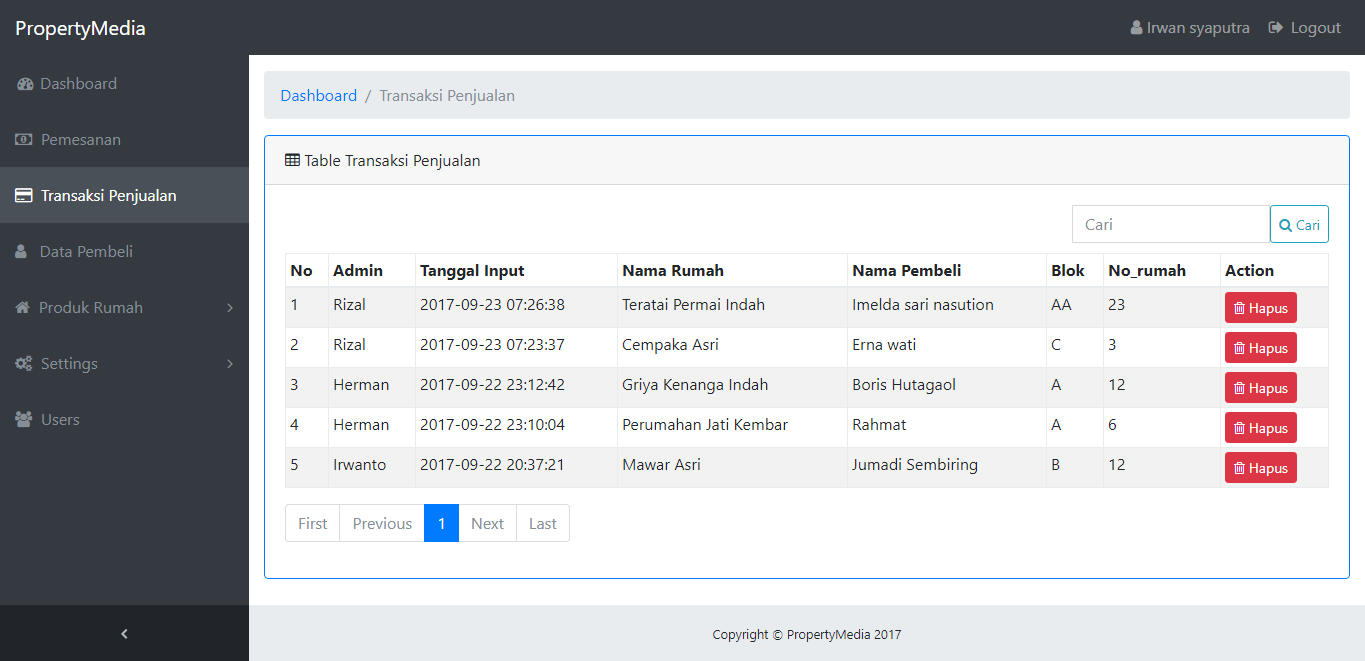 PropertyMedia
Irwan syaputra Logout
Dashboard
Pemesanan
Transaksi Penjualan
Data Pembeli
Produk Rumah
Settings
Users
Dashboard / Transaksi Penjualan
Table Transaksi Penjualan
Cari Cari
No Admin Tanggal Input Nama Rumah Nama Pembeli Blok No_rumah Action
1 Rizal 2017-09-23 07:26:38 Teratai Permai Indah Imelda sari nasution AA 23 Hapus
2 Rizal 2017-09-23 07:23:37 Cempaka Asri Erna wati C 3 Hapus
3 Herman 2017-09-22 23:12:42 Griya Kenanga Indah Boris Hutagaol A 12 Hapus
4 Herman 2017-09-22 23:10:04 Perumahan Jati Kembar Rahmat A 6 Hapus
5 Irwanto 2017-09-22 20:37:21 Mawar Asri Jumadi Sembiring B 12 Hapus
First Previous 1 Next Last
Copyright © PropertyMedia 2017